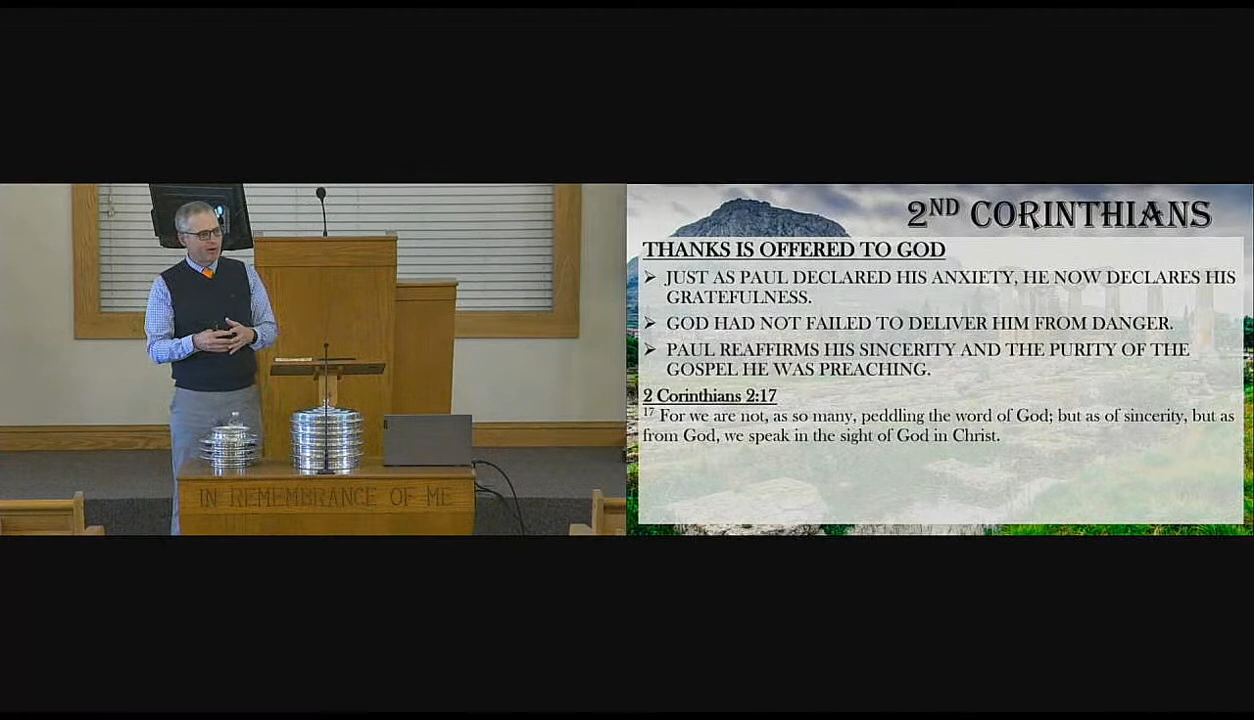 2ND CORINTHIANS
THANKS IS OFFERED TO GOD
➢ JUST AS PAUL DECLARED HIS ANXIETY, HE NOW DECLARES HIS
GRATEFULNESS.
➢ GOD HAD NOT FAILED TO DELIVER HIM FROM DANGER.
➢ PAUL REAFFIRMS HIS SINCERITY AND THE PURITY OF THE
GOSPEL HE WAS PREACHING.
2 Corinthians 2:17
17 For we are not, as so many, peddling the word of God; but as of sincerity, but as
from God, we speak in the sight of God in Christ.
IN REMEMBRANCE OF ME